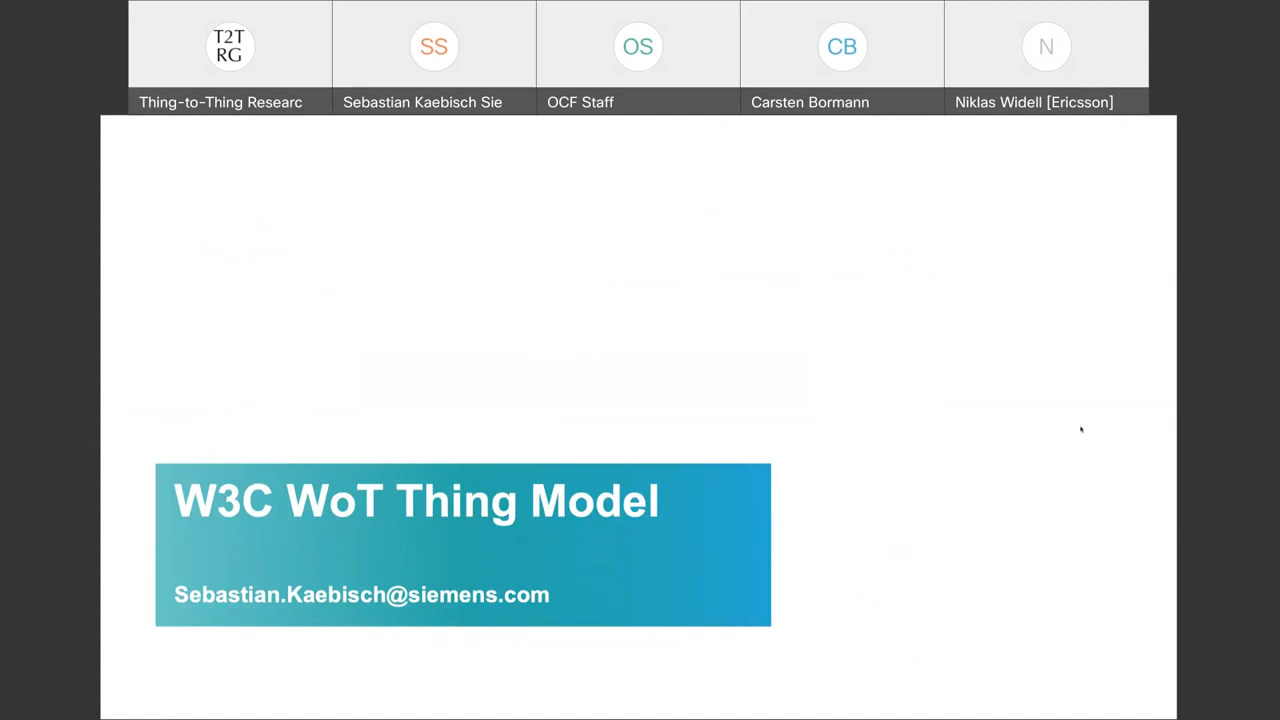 T2T
RG
SS
OS
CB
N
Thing-to-Thing Researc
Sebastian Kaebisch Sie
OCF Staff
Carsten Bormann
Niklas Widell [Ericsson]
W3C WoT Thing Model
Sebastian.Kaebisch@siemens.com